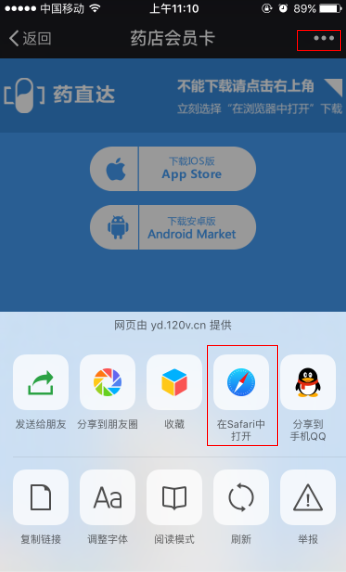 中国移动 上午11:10 89%
返回 药店会员卡 •••
药直达 不能下载请点击右上角
立刻选择“在浏览器中打开”下载
下载IOS版
App Store
下载安卓版
Android Market
网页由 yd.120v.cn 提供
发送给朋友 分享到朋友圈 收藏 在Safari中 分享到
打开 手机QQ
Aa
复制链接 调整字体 阅读模式 刷新 举报